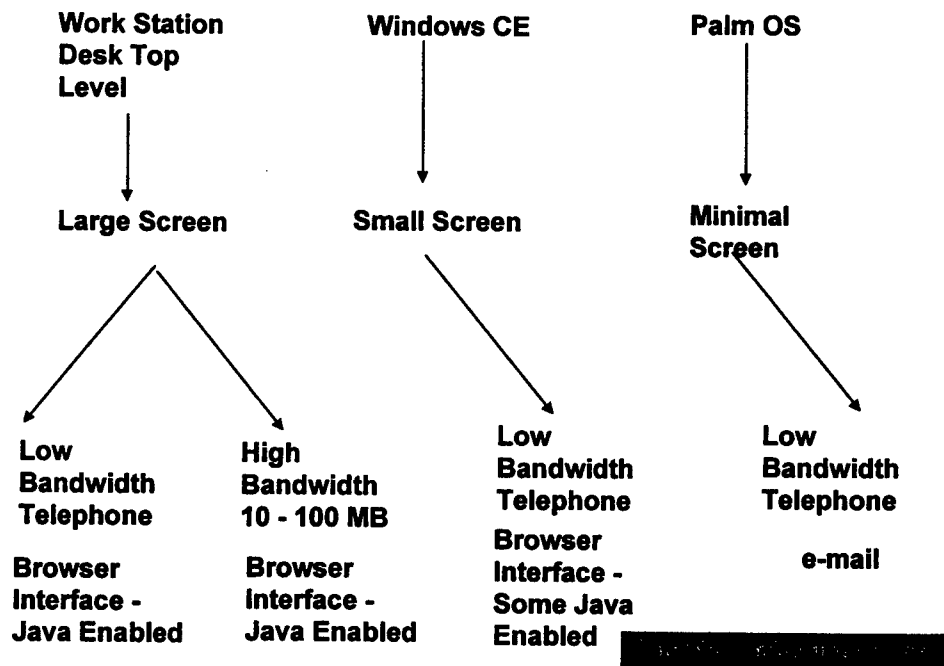 Work Station
Desk Top
Level
Windows CE
Palm OS
Large Screen
Small Screen
Minimal
Screen
Low
Bandwidth
Telephone
High
Bandwidth
10 - 100 MB
Low
Bandwidth
Telephone
Low
Bandwidth
Telephone
Browser
Interface -
Java Enabled
Browser
Interface -
Java Enabled
Browser
Interface -
Some Java
Enabled
e-mail